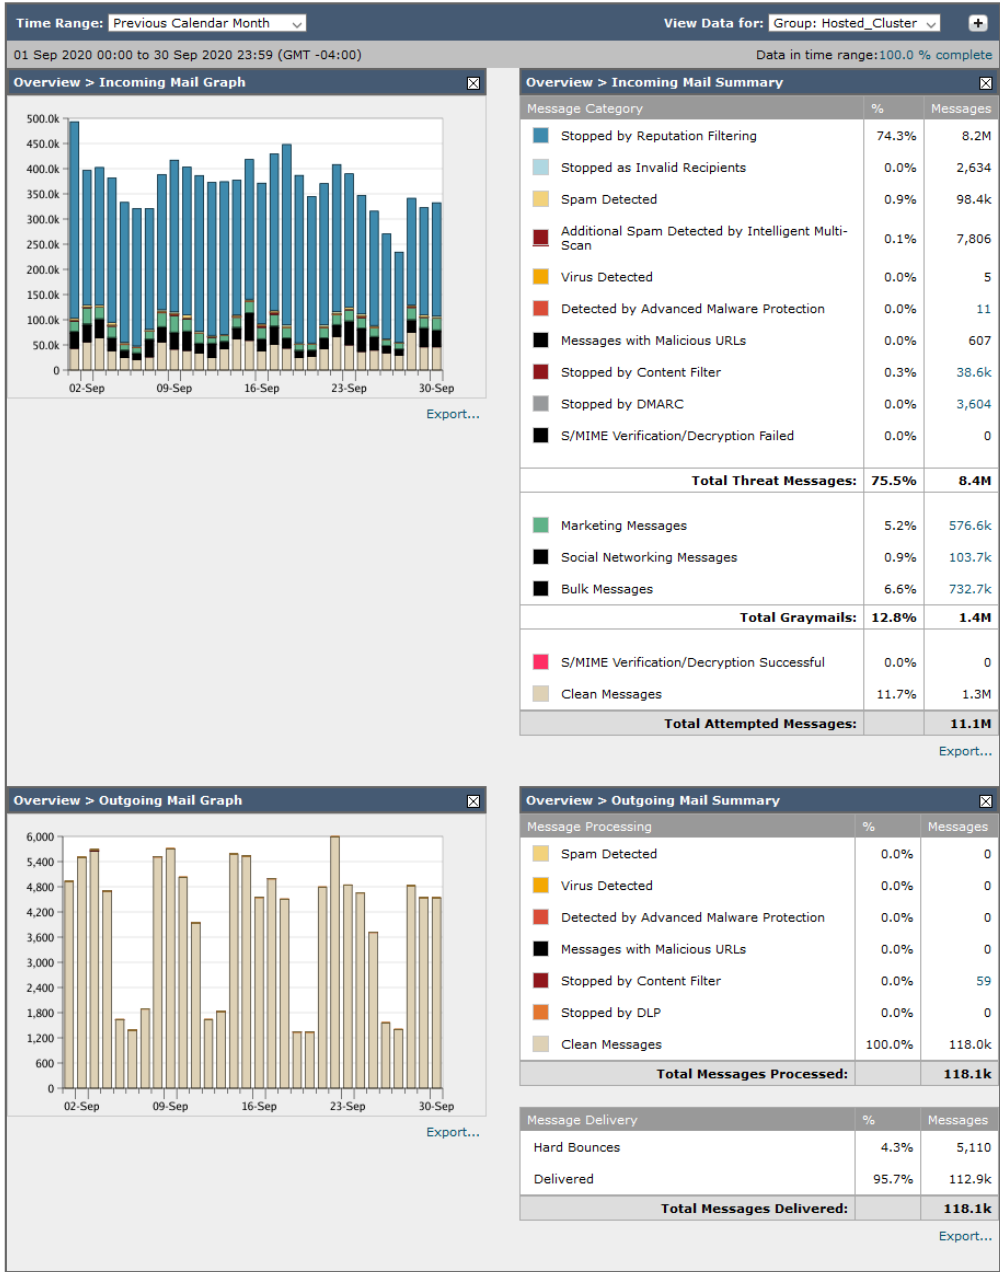 Time Range: Previous Calendar Month View Data for: Group: Hosted_Cluster
01 Sep 2020 00:00 to 30 Sep 2020 23:59 (GMT -04:00) Data in time range:100.0 % complete
Overview > Incoming Mail Graph
500.0k
450.0k
400.0k
350.0k
300.0k
250.0k
200.0k
150.0k
100.0k
50.0k
0
02-Sep 09-Sep 16-Sep 23-Sep 30-Sep
Export...
Overview > Incoming Mail Summary
Message Category % Messages
Stopped by Reputation Filtering 74.3% 8.2M
Stopped as Invalid Recipients 0.0% 2,634
Spam Detected 0.9% 98.4k
Additional Spam Detected by Intelligent Multi-
Scan 0.1% 7,806
Virus Detected 0.0% 5
Detected by Advanced Malware Protection 0.0% 11
Messages with Malicious URLs 0.0% 607
Stopped by Content Filter 0.3% 38.6k
Stopped by DMARC 0.0% 3,604
S/MIME Verification/Decryption Failed 0.0% 0
Total Threat Messages: 75.5% 8.4M
Marketing Messages 5.2% 576.6k
Social Networking Messages 0.9% 103.7k
Bulk Messages 6.6% 732.7k
Total Graymails: 12.8% 1.4M
S/MIME Verification/Decryption Successful 0.0% 0
Clean Messages 11.7% 1.3M
Total Attempted Messages: 11.1M
Export...
Overview > Outgoing Mail Graph
6,000
5,400
4,800
4,200
3,600
3,000
2,400
1,800
1,200
600
0
02-Sep 09-Sep 16-Sep 23-Sep 30-Sep
Export...
Overview > Outgoing Mail Summary
Message Processing % Messages
Spam Detected 0.0% 0
Virus Detected 0.0% 0
Detected by Advanced Malware Protection 0.0% 0
Messages with Malicious URLs 0.0% 0
Stopped by Content Filter 0.0% 59
Stopped by DLP 0.0% 0
Clean Messages 100.0% 118.0k
Total Messages Processed: 118.1k
Message Delivery % Messages
Hard Bounces 4.3% 5,110
Delivered 95.7% 112.9k
Total Messages Delivered: 118.1k
Export...